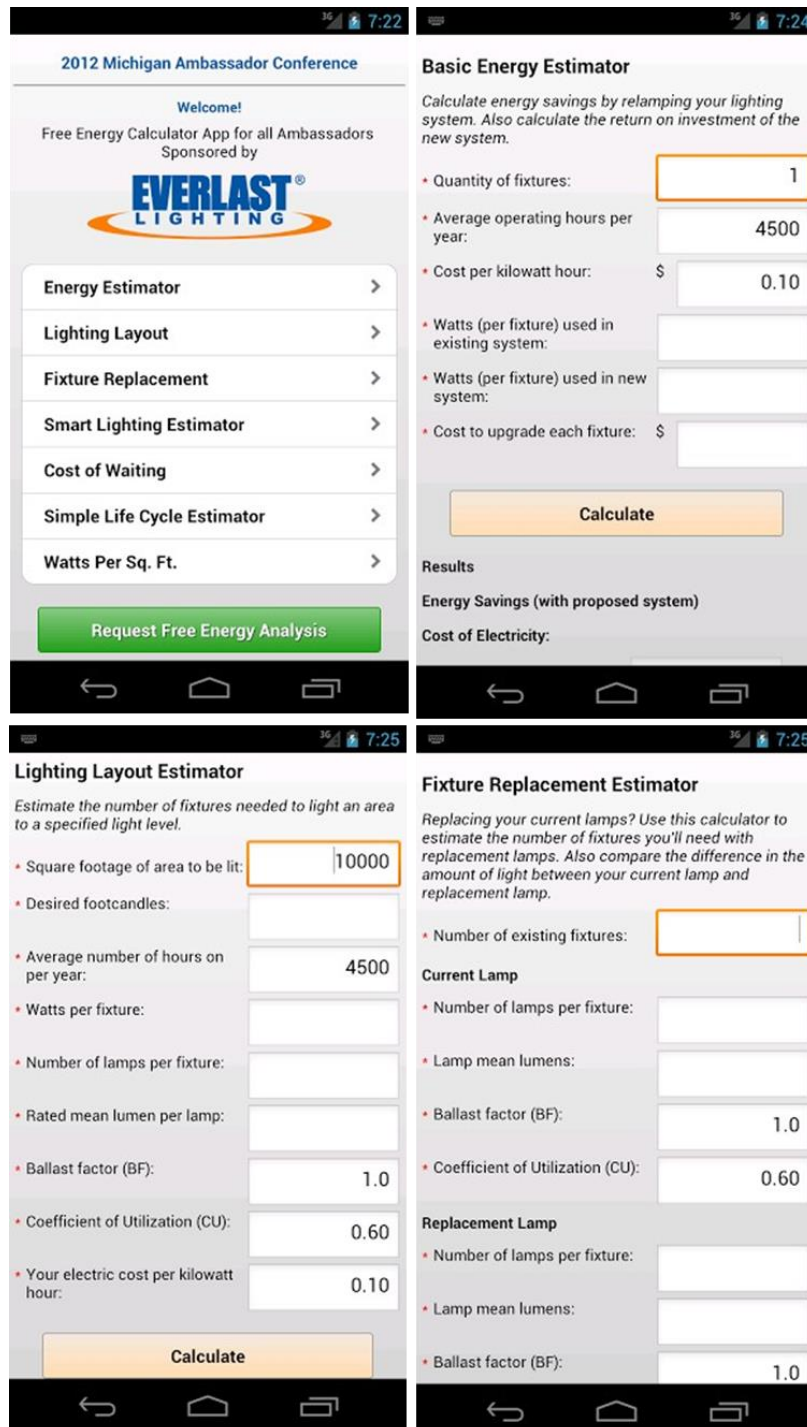 3G 7:22
2012 Michigan Ambassador Conference
Welcome!
Free Energy Calculator App for all Ambassadors
Sponsored by
EVERLAST®
LIGHTING
Energy Estimator
Lighting Layout
Fixture Replacement
Smart Lighting Estimator
Cost of Waiting
Simple Life Cycle Estimator
Watts Per Sq. Ft.
Request Free Energy Analysis
3G 7:24
Basic Energy Estimator
Calculate energy savings by relamping your lighting
system. Also calculate the return on investment of the
new system.
* Quantity of fixtures: 1
* Average operating hours per
year: 4500
* Cost per kilowatt hour: $ 0.10
* Watts (per fixture) used in
existing system:
* Watts (per fixture) used in new
system:
* Cost to upgrade each fixture: $
Calculate
Results
Energy Savings (with proposed system)
Cost of Electricity:
3G 7:25
Lighting Layout Estimator
Estimate the number of fixtures needed to light an area
to a specified light level.
* Square footage of area to be lit: 10000
* Desired footcandles:
* Average number of hours on
per year: 4500
* Watts per fixture:
* Number of lamps per fixture:
* Rated mean lumen per lamp:
* Ballast factor (BF): 1.0
* Coefficient of Utilization (CU): 0.60
* Your electric cost per kilowatt
hour: 0.10
Calculate
3G 7:25
Fixture Replacement Estimator
Replacing your current lamps? Use this calculator to
estimate the number of fixtures you'll need with
replacement lamps. Also compare the difference in the
amount of light between your current lamp and
replacement lamp.
* Number of existing fixtures:
Current Lamp
* Number of lamps per fixture:
* Lamp mean lumens:
* Ballast factor (BF): 1.0
* Coefficient of Utilization (CU): 0.60
Replacement Lamp
* Number of lamps per fixture:
* Lamp mean lumens:
* Ballast factor (BF): 1.0